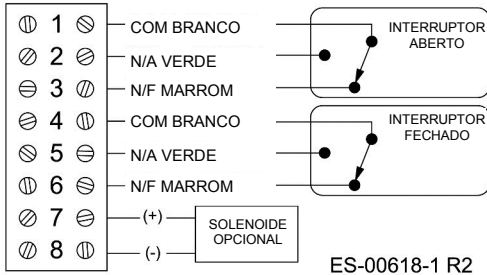 1 COM BRANCO
2 N/A VERDE
3 N/F MARROM
INTERRUPTOR
ABERTO
4 COM BRANCO
5 N/A VERDE
6 N/F MARROM
INTERRUPTOR
FECHADO
7 (+)
8 (-)
SOLENOIDE
OPCIONAL
ES-00618-1 R2